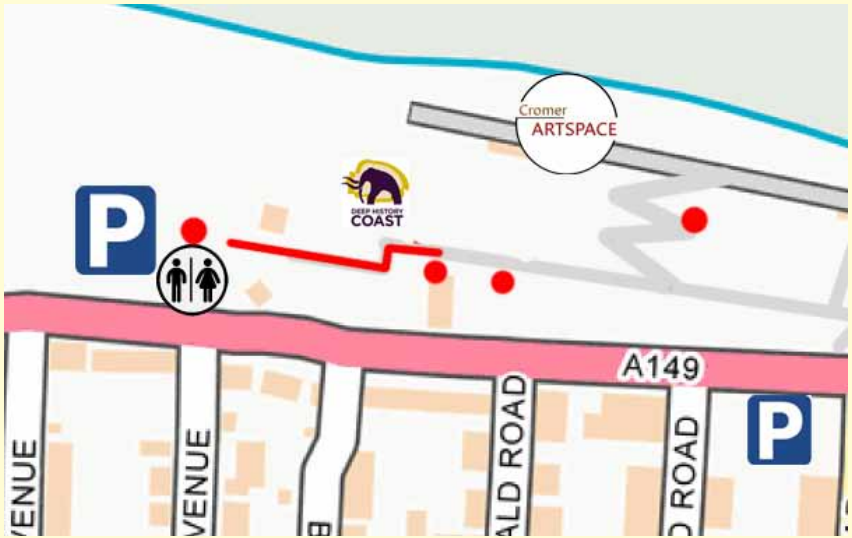 Cromer
ARTSPACE
DEEP HISTORY
COAST
P
A149
P
VENUE
VENUE
B
ALD ROAD
D ROAD